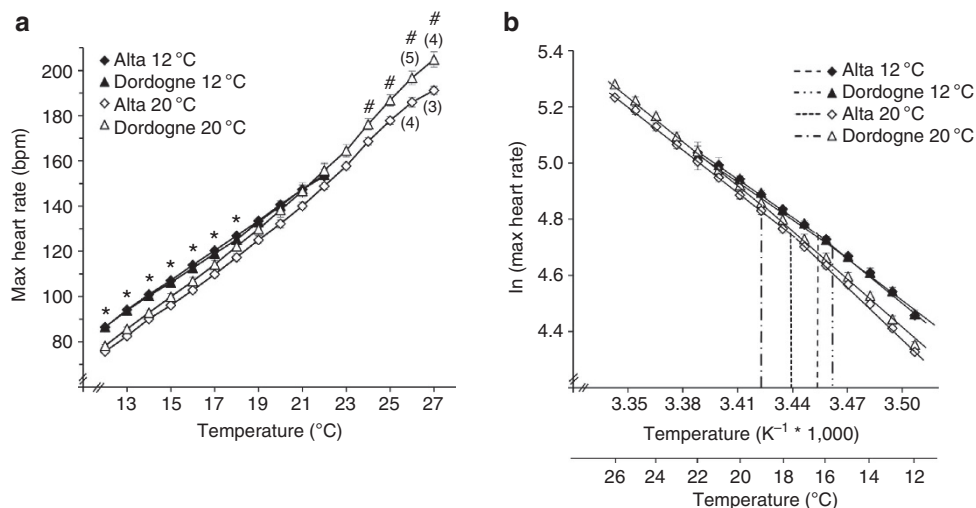 a
Max heart rate (bpm)
200
180
160
140
120
100
80
Alta 12 °C
Dordogne 12 °C
Alta 20 °C
Dordogne 20 °C
* * * * * * *
# # # #
(5) (4)
(4) (3)
13 15 17 19 21 23 25 27
Temperature (°C)
b
ln (max heart rate)
5.4
5.2
5.0
4.8
4.6
4.4
Alta 12 °C
Dordogne 12 °C
Alta 20 °C
Dordogne 20 °C
3.35 3.38 3.41 3.44 3.47 3.50
Temperature (K⁻¹ * 1,000)
26 24 22 20 18 16 14 12
Temperature (°C)